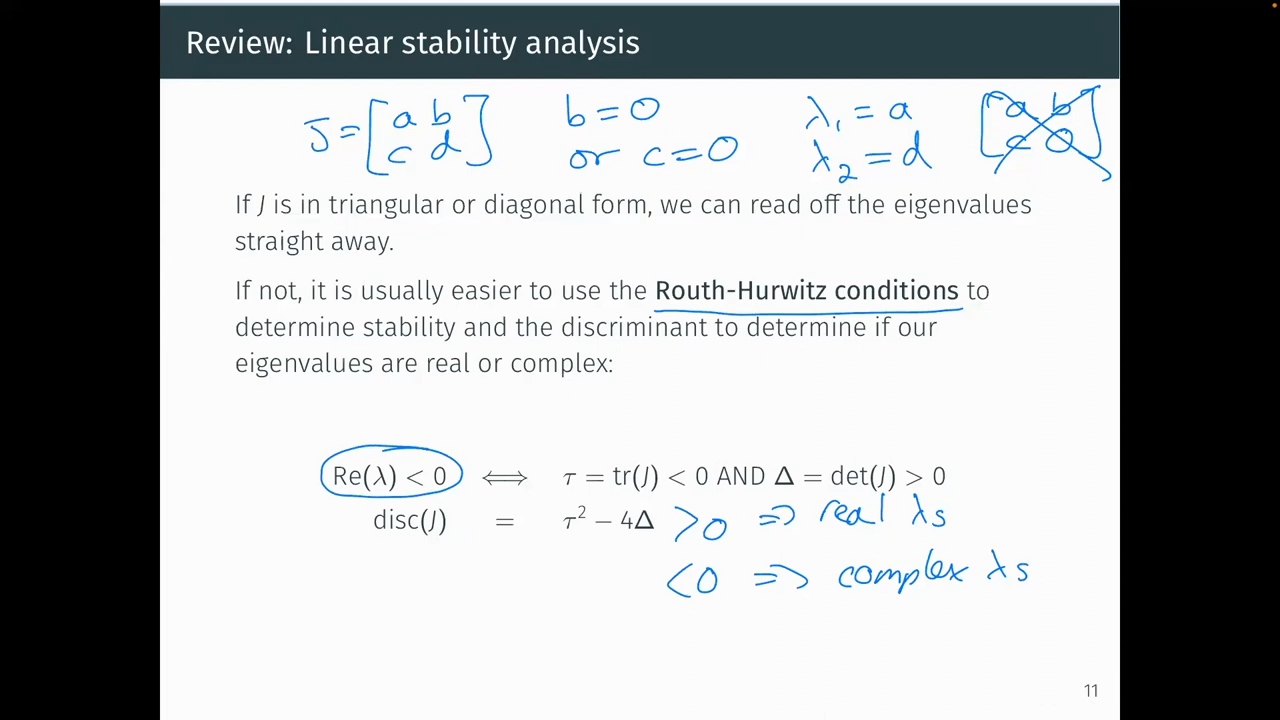 Review: Linear stability analysis
J = [a b c d] b = 0 or c = 0 λ₁ = a λ₂ = d [a b c 0]
If J is in triangular or diagonal form, we can read off the eigenvalues
straight away.
If not, it is usually easier to use the Routh-Hurwitz conditions to
determine stability and the discriminant to determine if our
eigenvalues are real or complex:
Re(λ) < 0 ⟺ τ = tr(J) < 0 AND Δ = det(J) > 0
disc(J) = τ² − 4Δ > 0 ⇒ real λs
< 0 ⇒ complex λs
11